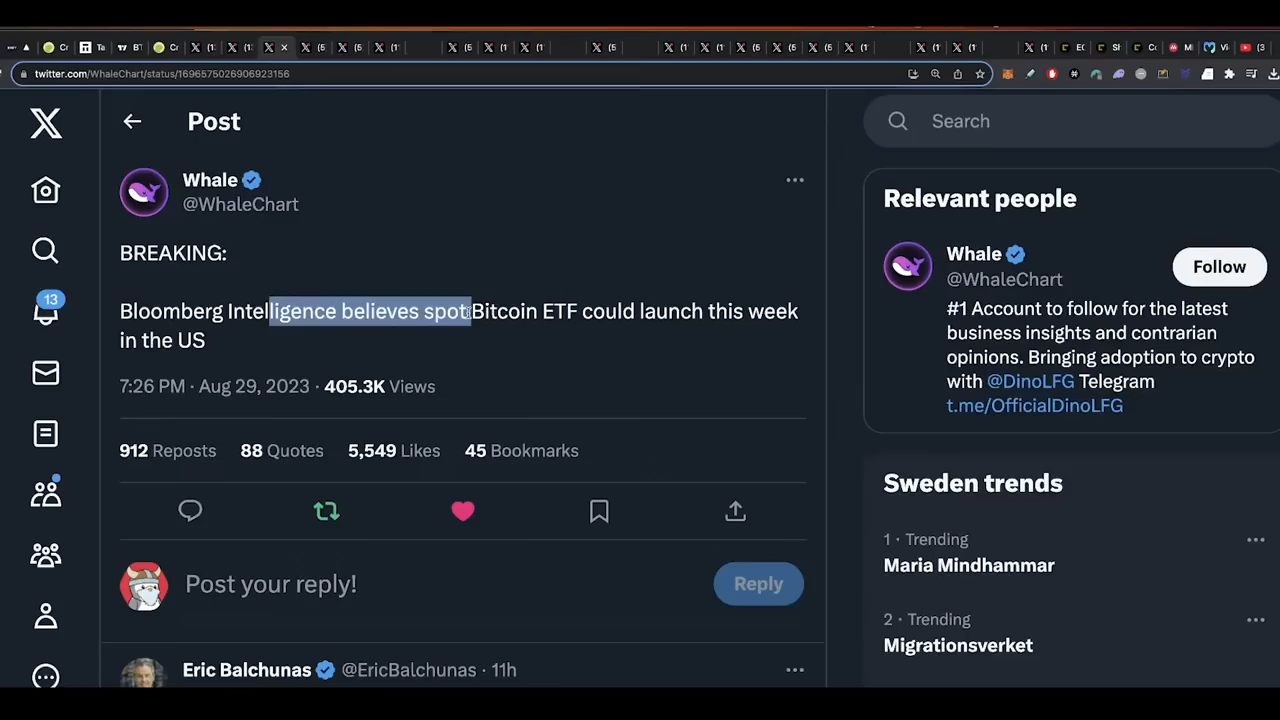 twitter.com/WhaleChart/status/1696575026906923156
Post
Search
Whale
@WhaleChart
BREAKING:
Bloomberg Intelligence believes spot Bitcoin ETF could launch this week
in the US
7:26 PM · Aug 29, 2023 · 405.3K Views
912 Reposts 88 Quotes 5,549 Likes 45 Bookmarks
13
Post your reply!
Reply
Eric Balchunas @EricBalchunas · 11h
Relevant people
Whale
@WhaleChart
Follow
#1 Account to follow for the latest
business insights and contrarian
opinions. Bringing adoption to crypto
with @DinoLFG Telegram
t.me/OfficialDinoLFG
Sweden trends
1 · Trending
Maria Mindhammar
2 · Trending
Migrationsverket